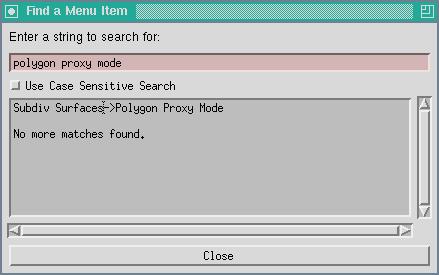 Find a Menu Item
Enter a string to search for:
polygon proxy mode
Use Case Sensitive Search
Subdiv Surfaces->Polygon Proxy Mode
No more matches found.
Close